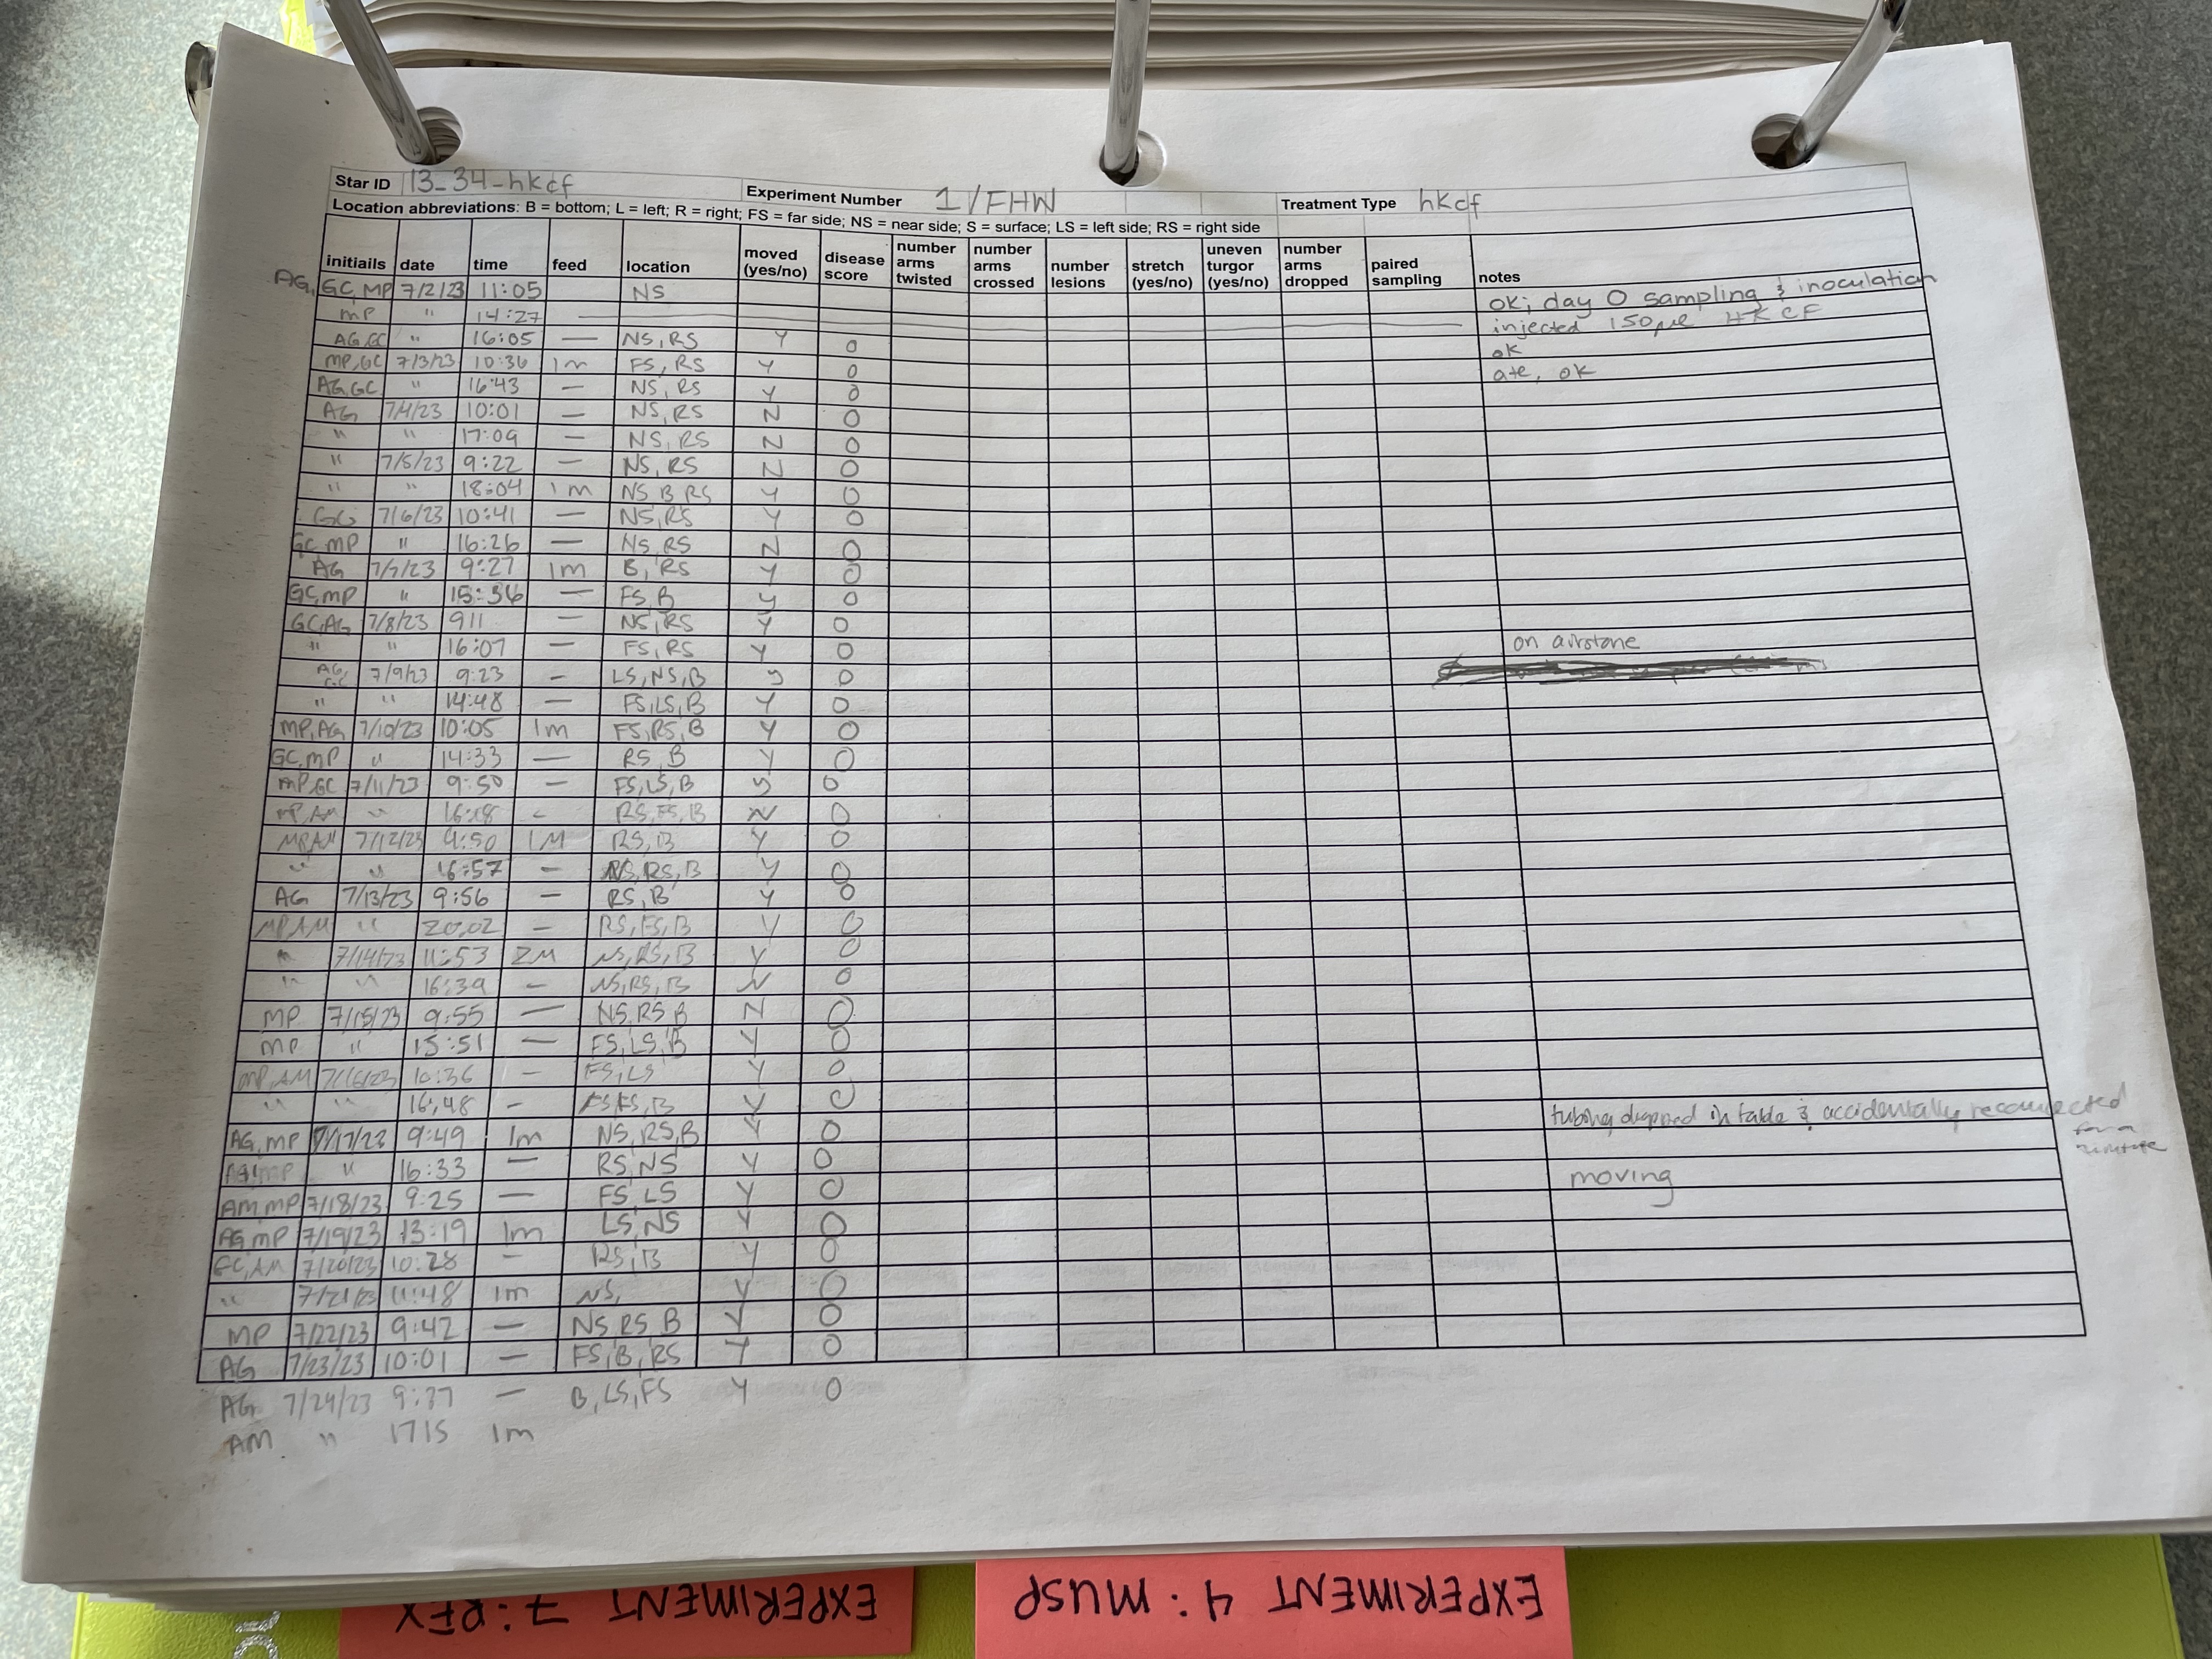 Star ID 13_34-hkcf Experiment Number 1/FHW Treatment Type hkcf
Location abbreviations: B = bottom; L = left; R = right; FS = far side; NS = near side; S = surface; LS = left side; RS = right side
initiails date time feed location moved (yes/no) disease score number arms twisted number arms crossed number lesions stretch (yes/no) uneven turgor (yes/no) number arms dropped paired sampling notes
AG, GC, MP 7/2/23 11:05 NS ok; day 0 sampling & inoculation
MP " 14:27 — injected 150µl HKCF
AG, GC " 16:05 — NS, RS Y 0 ok
MP, GC 7/3/23 10:36 1m FS, RS Y 0 ate, ok
AG, GC " 16:43 — NS, RS Y 0
AG 7/4/23 10:01 — NS, RS N 0
" " 17:09 — NS, RS N 0
" 7/5/23 9:22 — NS, RS N 0
" " 18:04 1m NS B RS Y 0
GC 7/6/23 10:41 — NS, RS Y 0
GC, MP " 16:26 — NS, RS N 0
AG 7/7/23 9:27 1m B, RS Y 0
GC, MP " 15:36 — FS, B y 0
GC, AG 7/8/23 911 — NS, RS Y 0
" " 16:07 — FS, RS Y 0 on airstone
AG, GC 7/9/23 9:23 - LS, NS, B y 0
" " 14:48 — FS, LS, B Y 0
MP, AG 7/10/23 10:05 1m FS, RS, B Y 0
GC, MP " 14:33 — RS, B Y 0
MP, GC 7/11/23 9:50 - FS, LS, B y 0
MP, AM " 16:18 - RS, FS, B N 0
MP, AM 7/12/23 9:50 1M RS, B Y 0
" " 16:57 — NS, RS, B Y 0
AG 7/13/23 9:56 — RS, B Y 0
MP, AM " 20:02 - RS, FS, B Y 0
" 7/14/23 11:53 2M NS, RS, B Y 0
" " 16:39 - NS, RS, B N 0
MP 7/15/23 9:55 — NS, RS B N 0
MP " 15:51 — FS, LS, B Y 0
MP, AM 7/16/23 10:36 - FS, LS Y 0
" " 16:48 - FS, B Y 0
AG, MP 7/17/23 9:49 1m NS, RS, B Y 0 tubing dropped in table & accidentally reconnected for a minute
AG, MP " 16:33 — RS, NS Y 0
AM, MP 7/18/23 9:25 — FS, LS Y 0 moving
AG, MP 7/19/23 13:19 1m LS, NS Y 0
GC, AM 7/20/23 10:28 - RS, B Y 0
" 7/21/23 11:48 1m NS, Y 0
MP 7/22/23 9:42 — NS RS B Y 0
AG 7/23/23 10:01 — FS, B, RS Y 0
AG 7/24/23 9:37 — B, LS, FS Y 0
AM " 1715 1m
EXPERIMENT 7: PEX
EXPERIMENT 4: MUSP